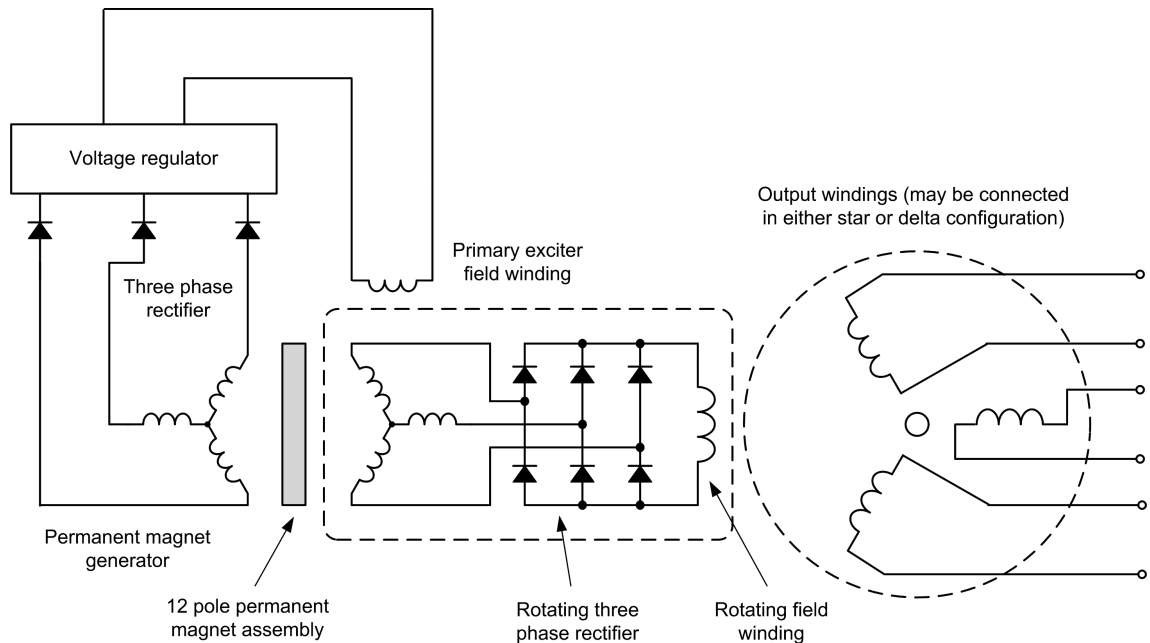 Voltage regulator
Output windings (may be connected
in either star or delta configuration)
Primary exciter
field winding
Three phase
rectifier
Permanent magnet
generator
12 pole permanent
magnet assembly
Rotating three
phase rectifier
Rotating field
winding